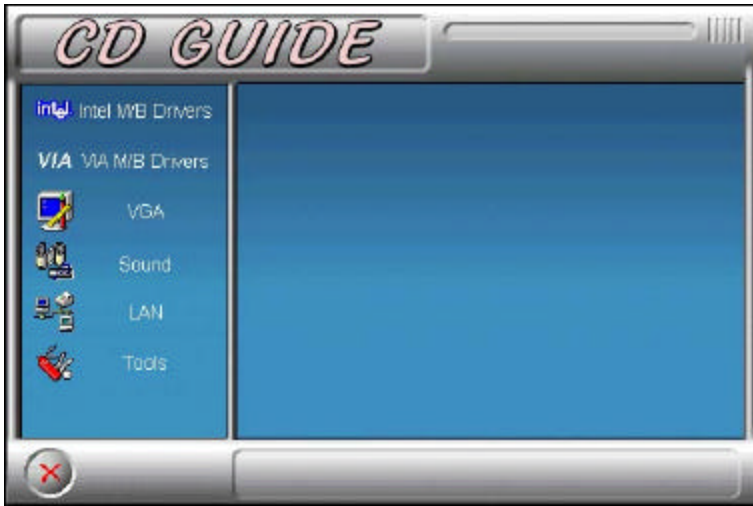 CD GUIDE
intel. Intel M/B Drivers
VIA VIA M/B Drivers
VGA
Sound
LAN
Tools